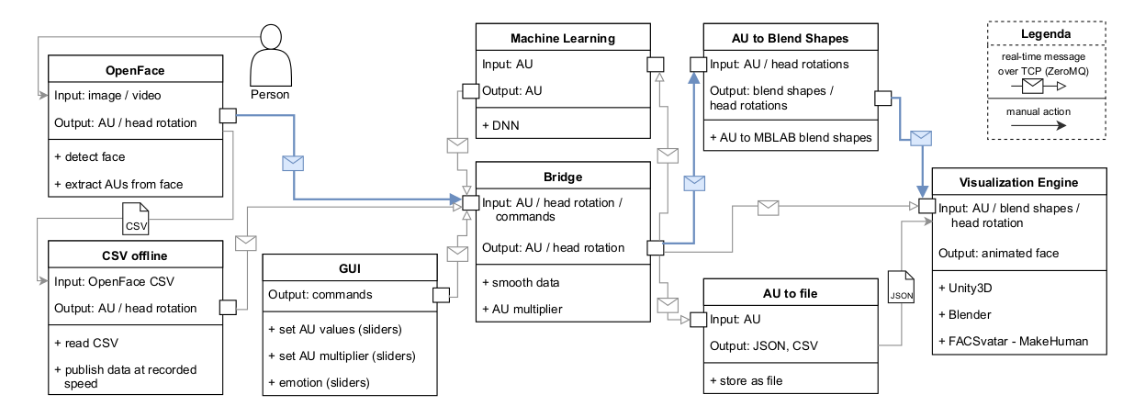 OpenFace
Input: image / video
Output: AU / head rotation
+ detect face
+ extract AUs from face
Person
CSV
CSV offline
Input: OpenFace CSV
Output: AU / head rotation
+ read CSV
+ publish data at recorded
speed
GUI
Output: commands
+ set AU values (sliders)
+ set AU multiplier (sliders)
+ emotion (sliders)
Machine Learning
Input: AU
Output: AU
+ DNN
Bridge
Input: AU / head rotation /
commands
Output: AU / head rotation
+ smooth data
+ AU multiplier
AU to Blend Shapes
Input: AU / head rotations
Output: blend shapes /
head rotations
+ AU to MBLAB blend shapes
AU to file
Input: AU
Output: JSON, CSV
+ store as file
JSON
Legenda
real-time message
over TCP (ZeroMQ)
manual action
Visualization Engine
Input: AU / blend shapes /
head rotation
Output: animated face
+ Unity3D
+ Blender
+ FACSvatar - MakeHuman